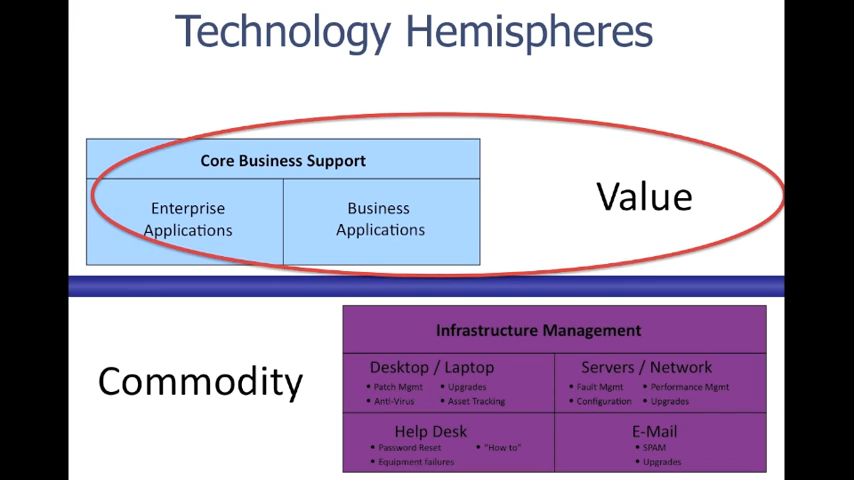 Technology Hemispheres
Core Business Support
Enterprise
Applications
Business
Applications
Value
Commodity
Infrastructure Management
Desktop / Laptop
• Patch Mgmt • Upgrades
• Anti-Virus • Asset Tracking
Servers / Network
• Fault Mgmt • Performance Mgmt
• Configuration • Upgrades
Help Desk
• Password Reset • "How to"
• Equipment failures
E-Mail
• SPAM
• Upgrades